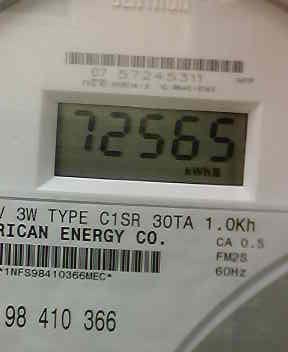 07 57245311
72565
kWh
V 3W TYPE C1SR 30TA 1.0Kh
RICAN ENERGY CO.
CA 0.5
FM2S
60Hz
*1NFS98410366MEC*
98 410 366